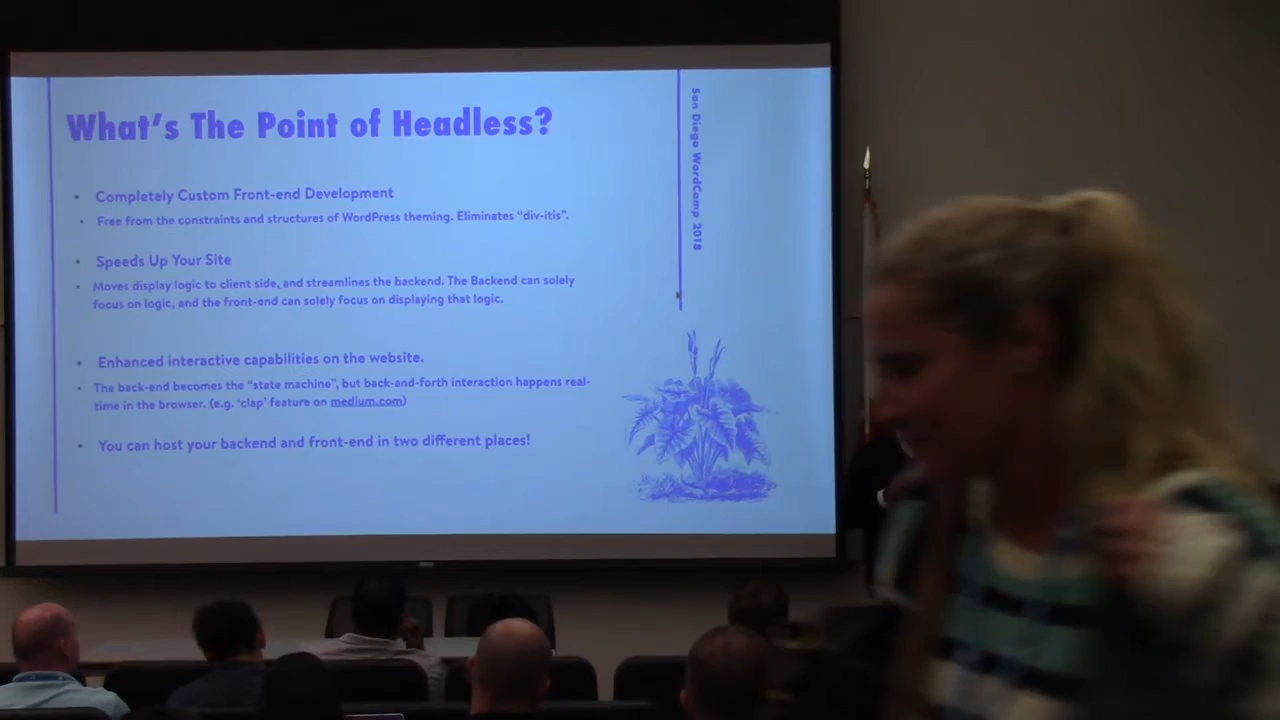 What's The Point of Headless?
San Diego WordCamp 2018
• Completely Custom Front-end Development
• Free from the constraints and structures of WordPress theming. Eliminates “div-itis”.
• Speeds Up Your Site
• Moves display logic to client side, and streamlines the backend. The Backend can solely
focus on logic, and the front-end can solely focus on displaying that logic.
• Enhanced interactive capabilities on the website.
• The back-end becomes the “state machine”, but back-and-forth interaction happens real-
time in the browser. (e.g. ‘clap’ feature on medium.com)
• You can host your backend and front-end in two different places!